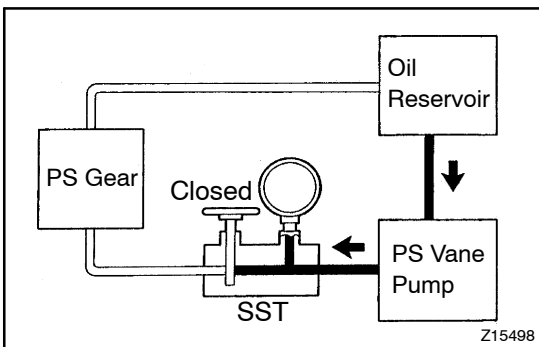 Oil
Reservoir
PS Gear
Closed
PS Vane
Pump
SST
Z15498